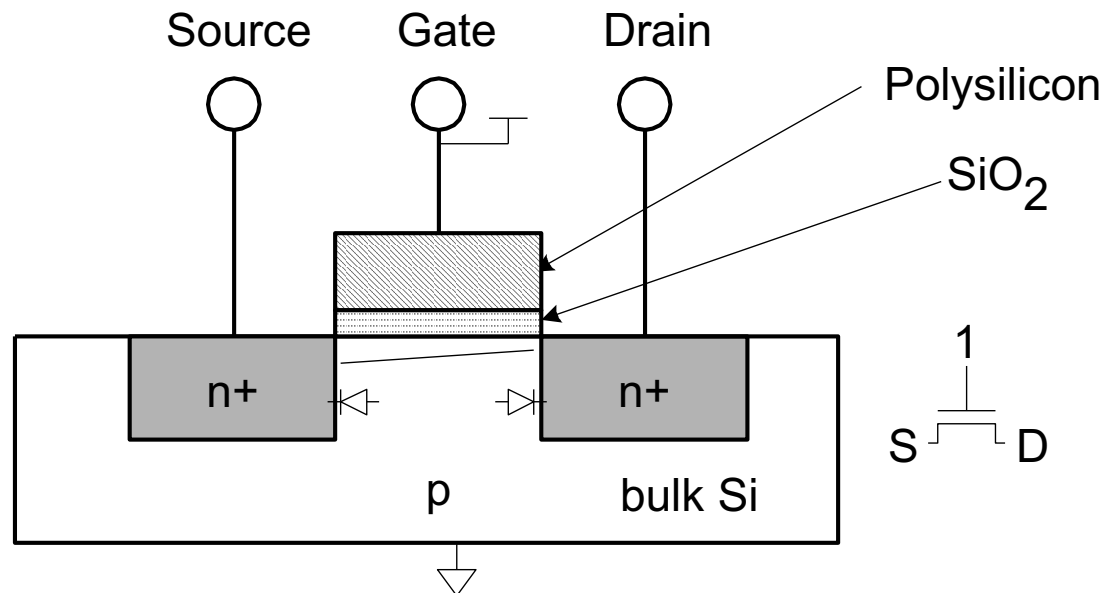 Source Gate Drain
Polysilicon
SiO2
1
n+ n+
S D
p bulk Si